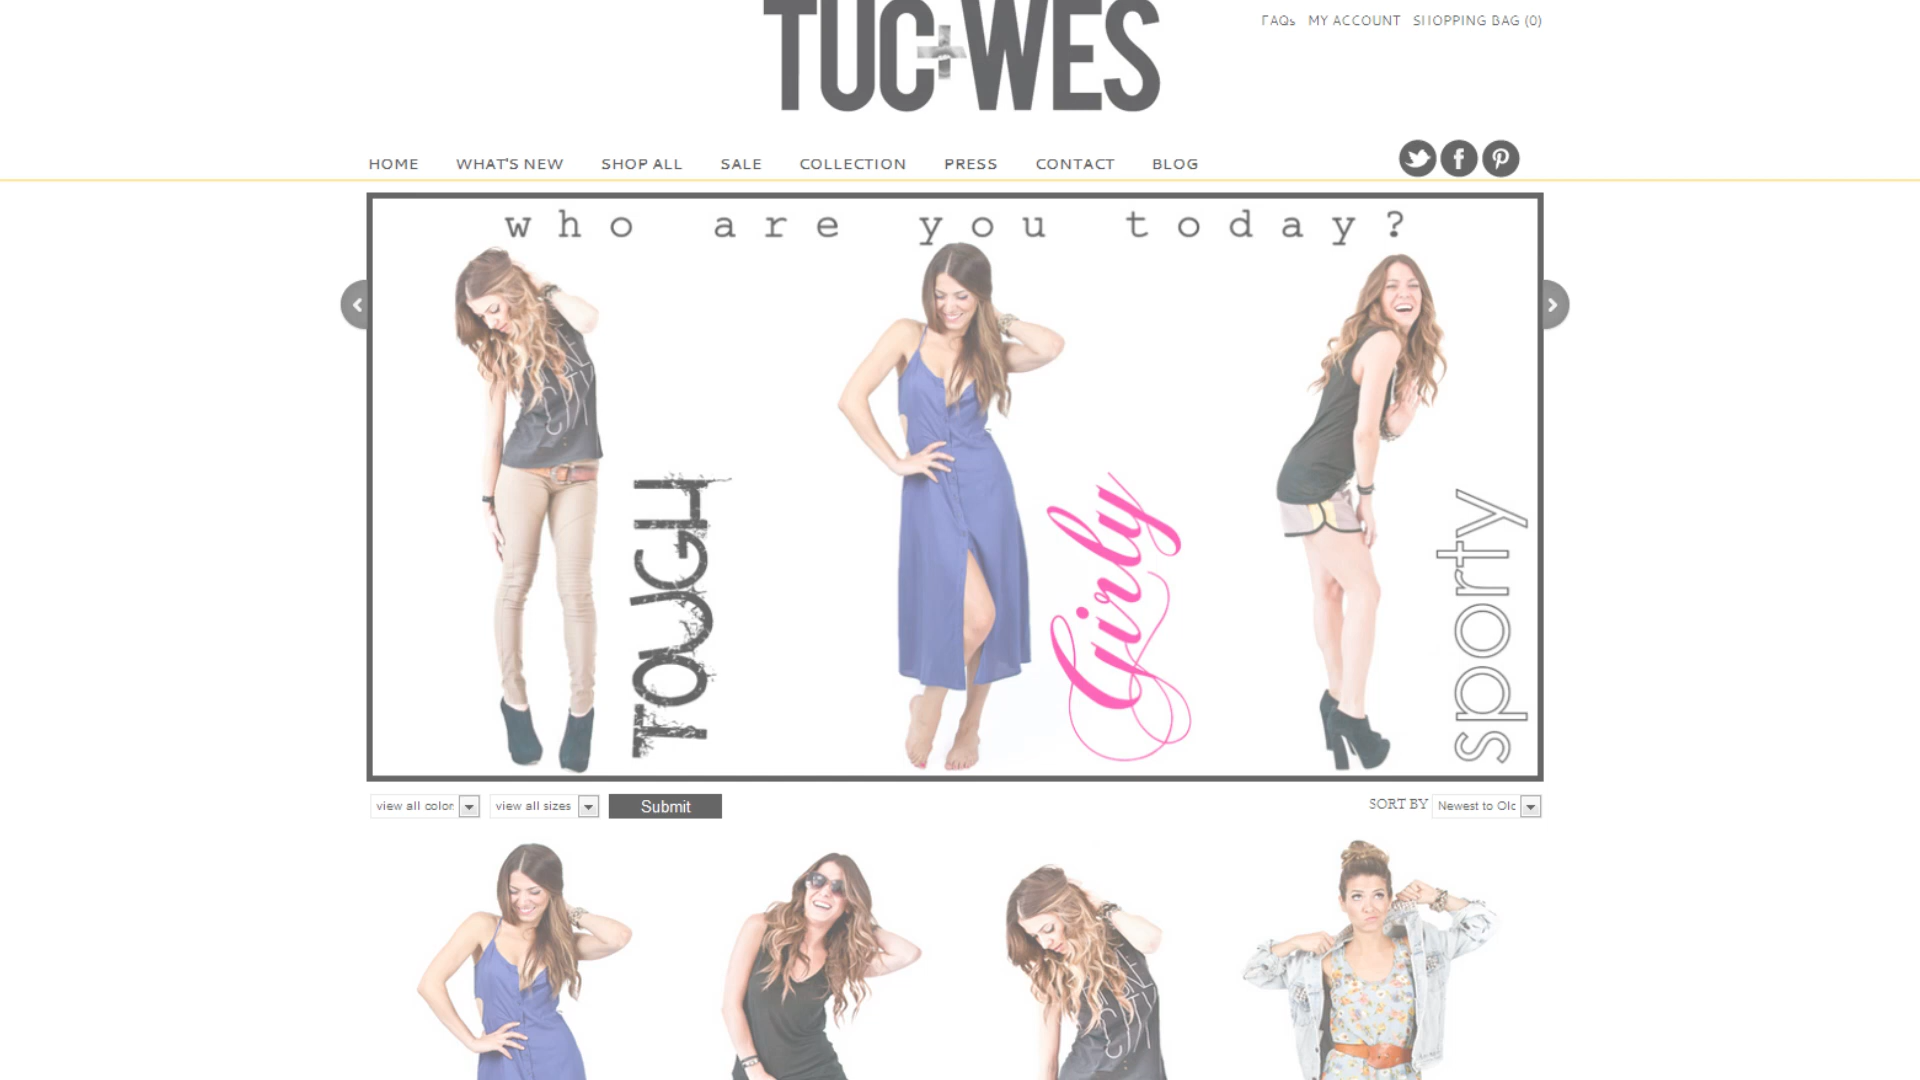 TUC+WES
FAQs MY ACCOUNT SHOPPING BAG (0)
HOME WHAT'S NEW SHOP ALL SALE COLLECTION PRESS CONTACT BLOG
who are you today?
TOUGH
Girly
sporty
view all color
view all sizes
Submit
SORT BY
Newest to Olc